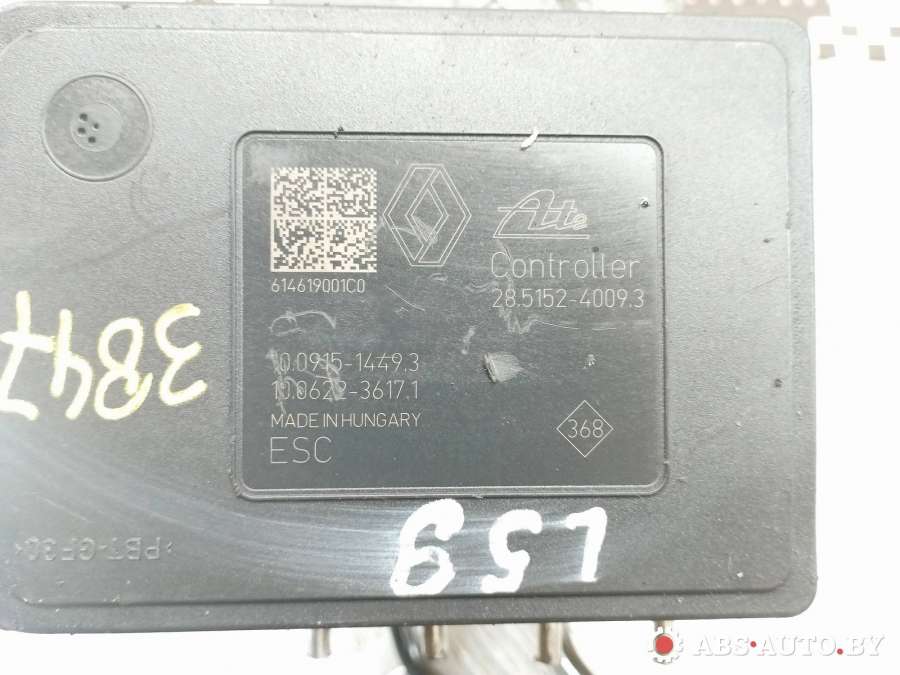 Ate
Controller
28.5152-4009.3
614619001C0
10.0915-1449.3
10.0622-3617.1
MADE IN HUNGARY
ESC
368
3847
L59
>PBT-GF30<
ABS-AUTO.BY